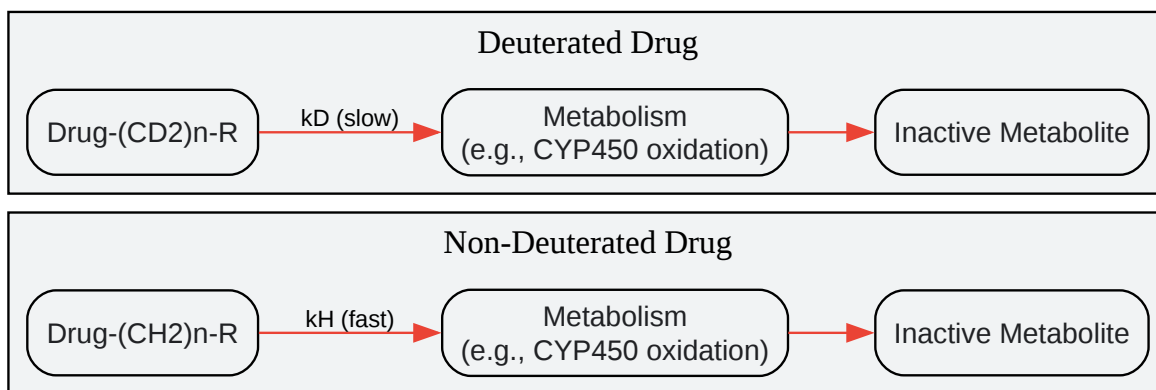 Deuterated Drug
Drug-(CD2)n-R
kD (slow)
Metabolism
(e.g., CYP450 oxidation)
Inactive Metabolite
Non-Deuterated Drug
Drug-(CH2)n-R
kH (fast)
Metabolism
(e.g., CYP450 oxidation)
Inactive Metabolite